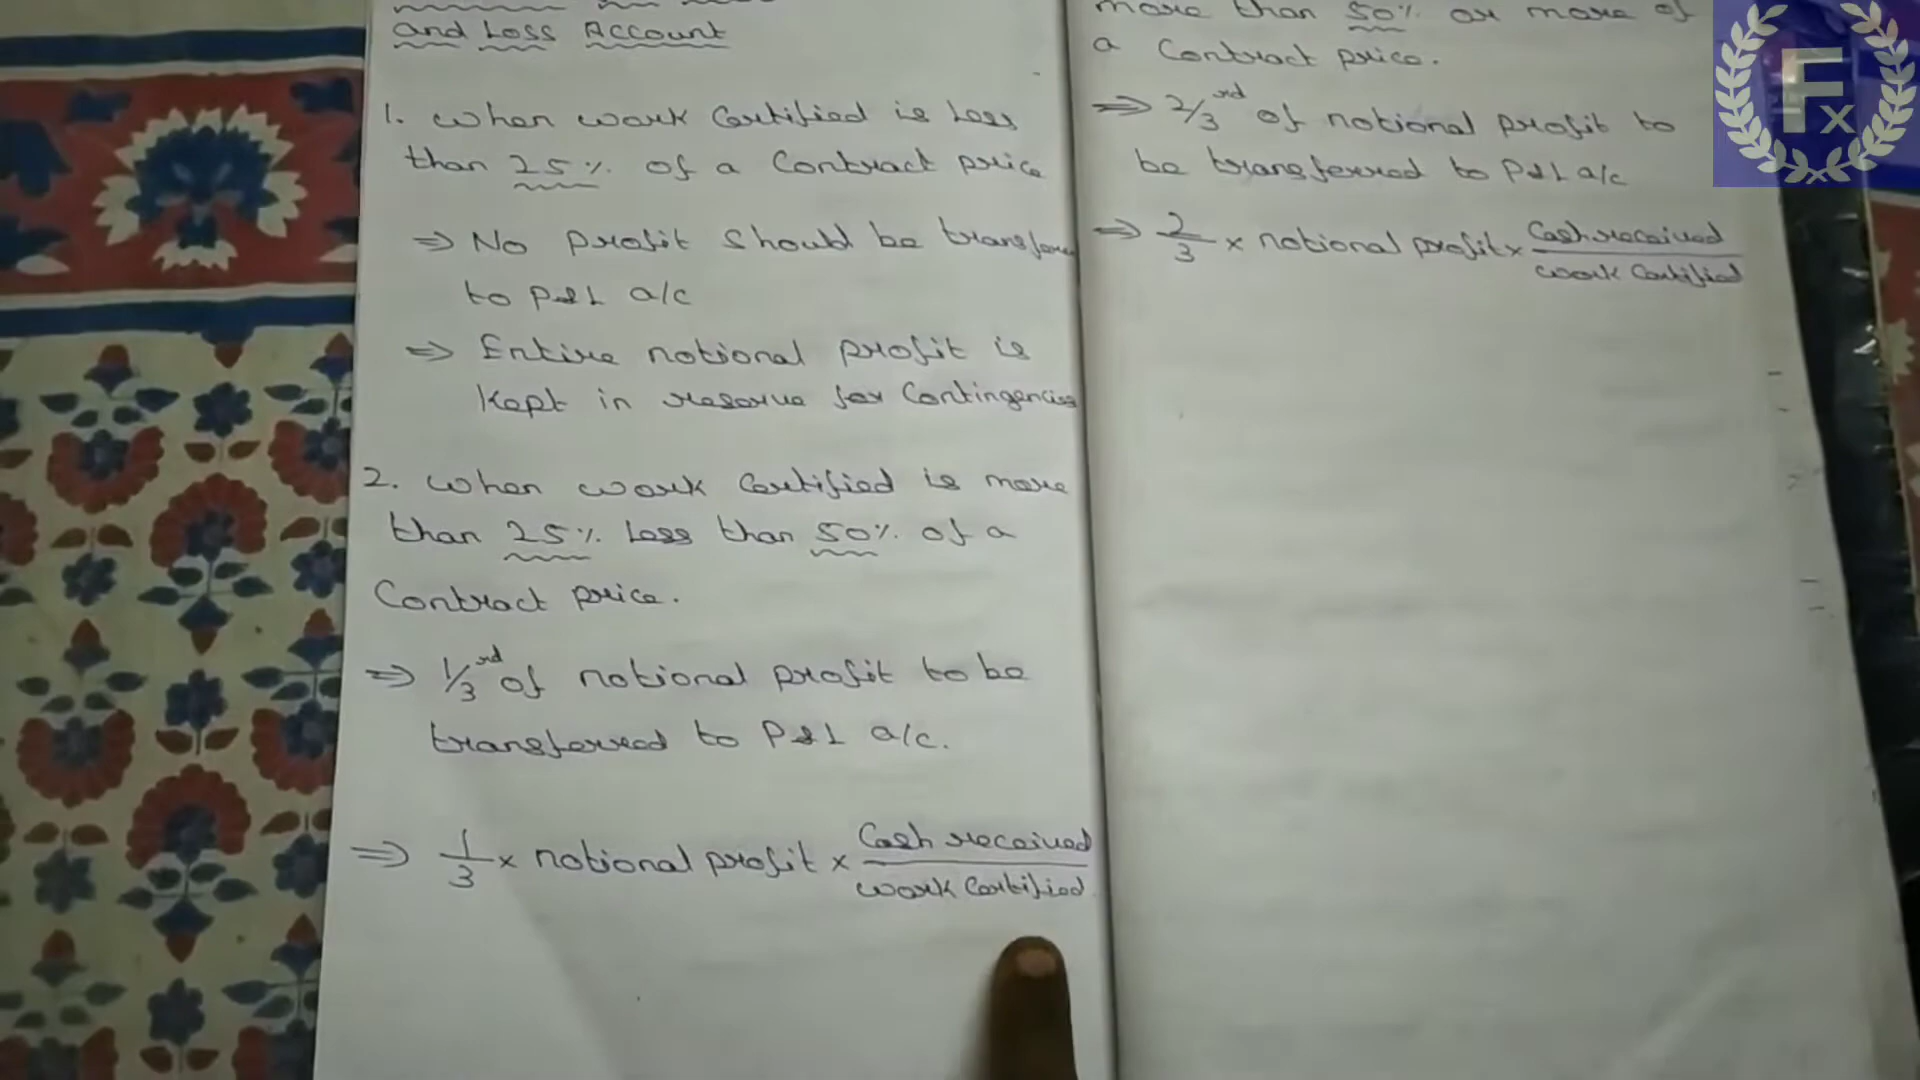 and Loss Account
1. When work Certified is Less
than 25% of a Contract price
⇒ No profit should be
to P&L a/c
⇒ Entire notional profit is
Kept in reserve for Contingencies
2. When work Certified is more
than 25% Less than 50% of a
Contract price.
⇒ 1/3rd of notional profit to be
transferred to P&L a/c.
⇒ 1/3 × notional profit × Cash received / work Certified
more than 50% or more of
a Contract price.
⇒ 2/3rd of notional profit to
be transferred to P&L a/c
⇒ 2/3 × notional profit × Cash received / work Certified
Fx